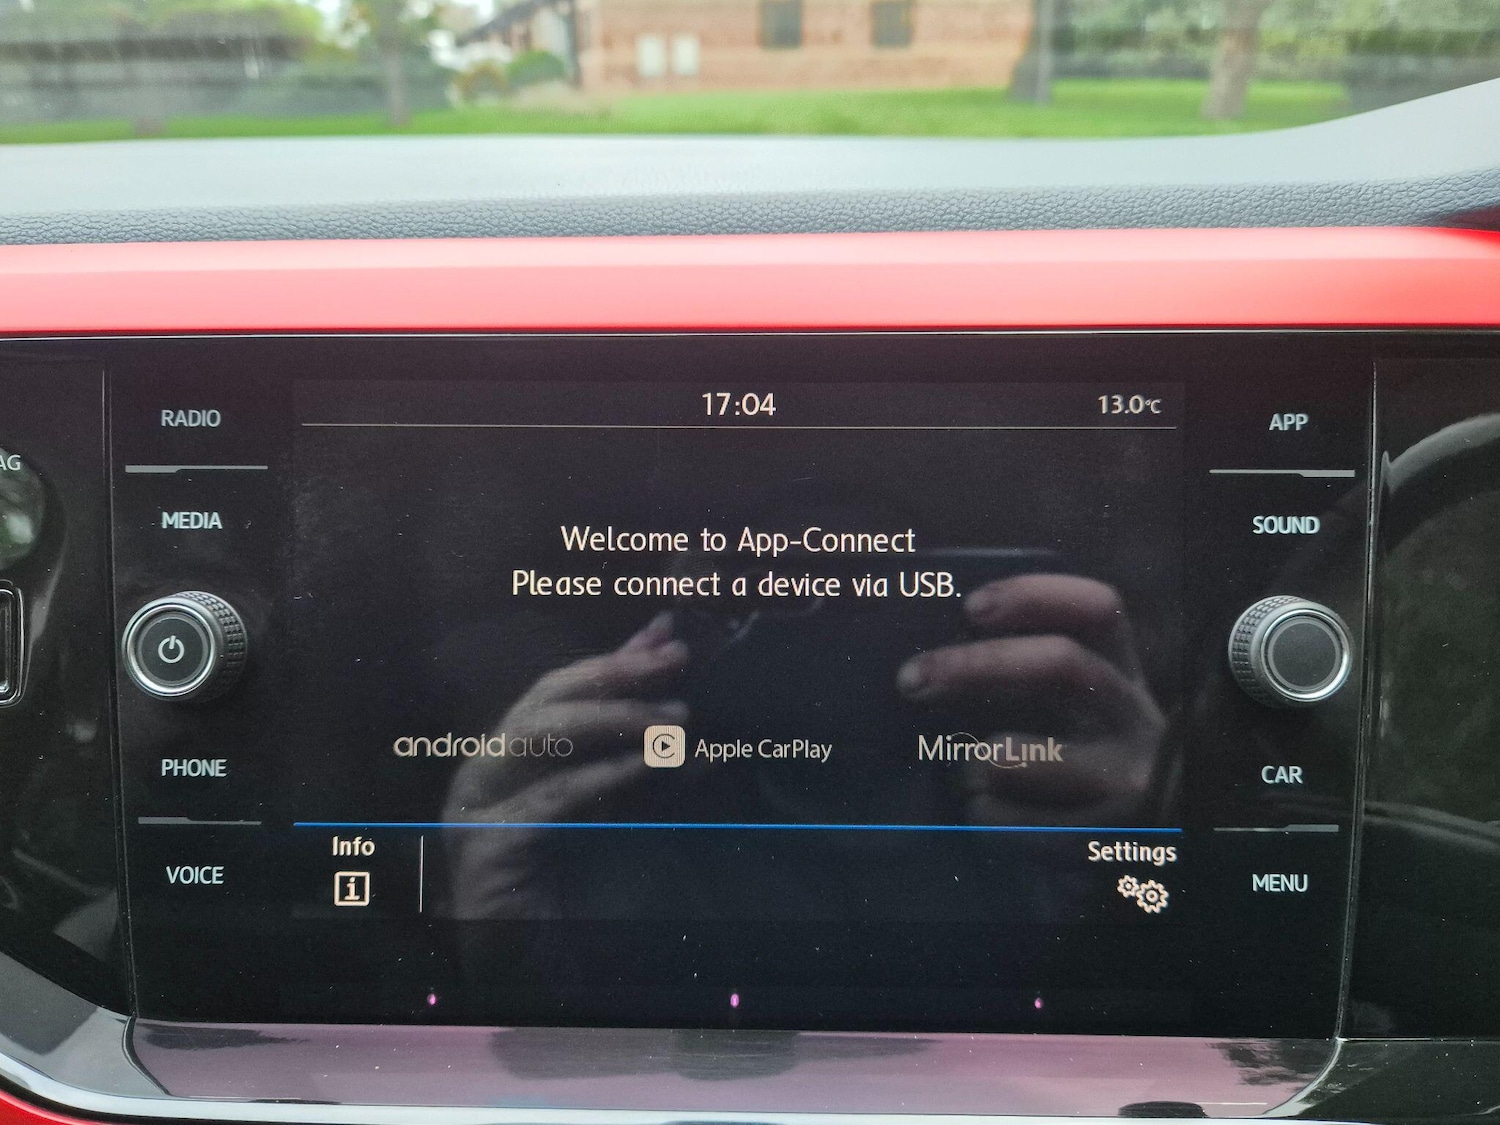 17:04
13.0°C
RADIO
MEDIA
PHONE
VOICE
Welcome to App-Connect
Please connect a device via USB.
androidauto
Apple CarPlay
MirrorLink
Info
Settings
APP
SOUND
CAR
MENU